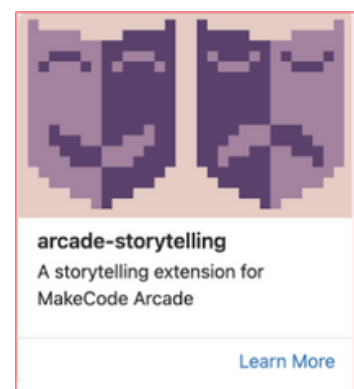 arcade-storytelling
A storytelling extension for
MakeCode Arcade
Learn More